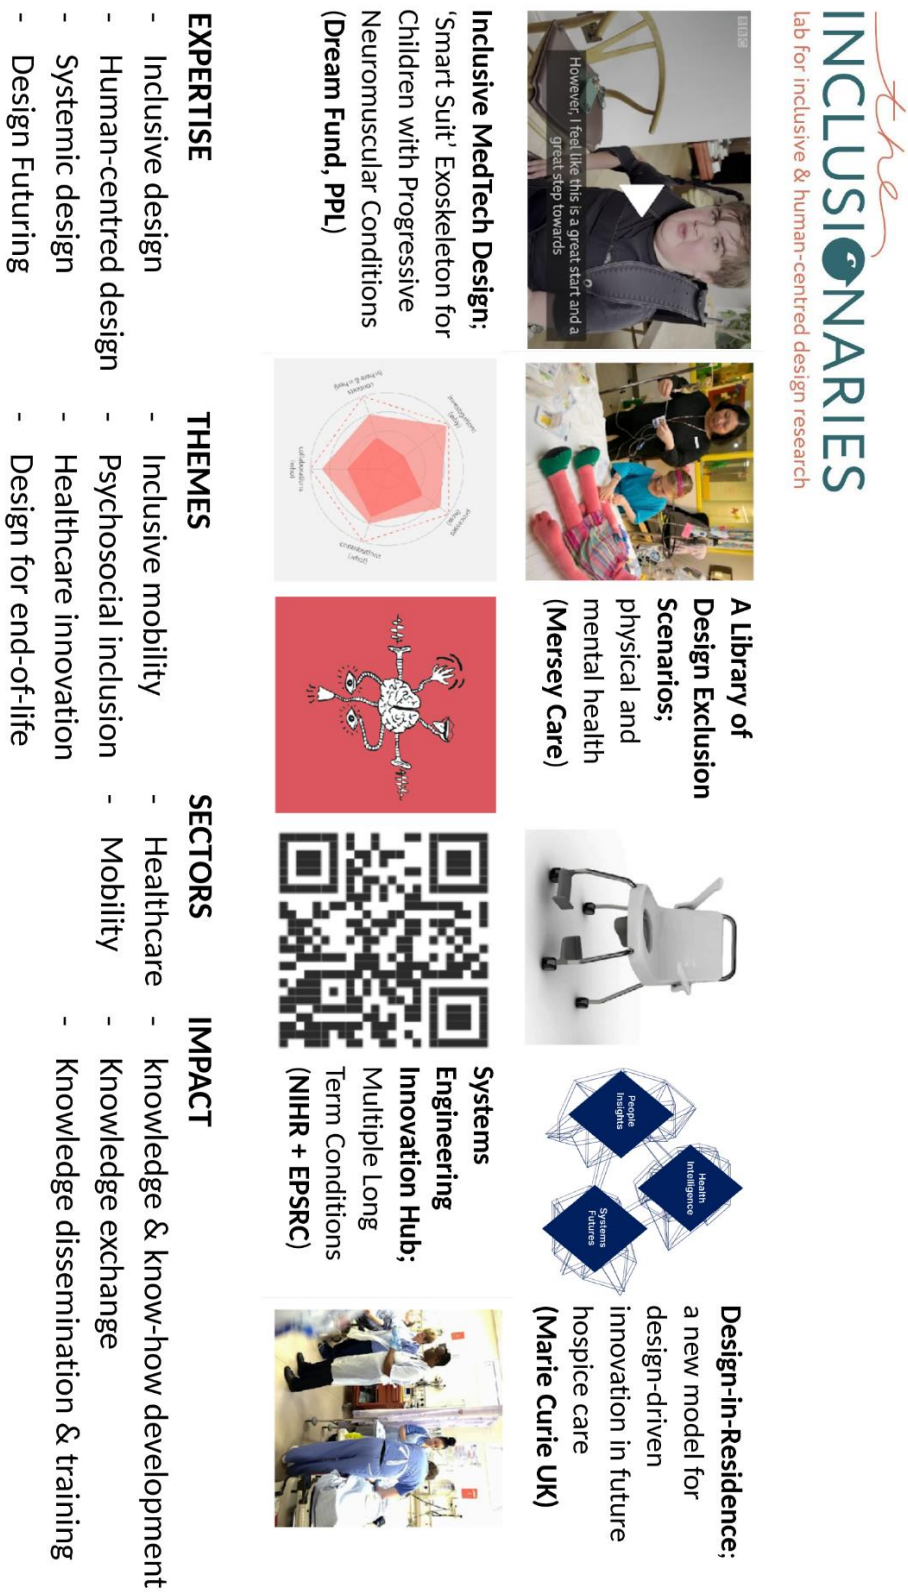 the
INCLUSIONARIES
Lab for inclusive & human-centred design research
BBC
However, I feel like this is a great start and a
great step towards
Inclusive MedTech Design;
‘Smart Suit’ Exoskeleton for
Children with Progressive
Neuromuscular Conditions
(Dream Fund, PPL)
A Library of
Design Exclusion
Scenarios;
physical and
mental health
(Mersey Care)
People
Insights
Health
Intelligence
Systems
Futures
Design-in-Residence;
a new model for
design-driven
innovation in future
hospice care
(Marie Curie UK)
Systems
Engineering
Innovation Hub;
Multiple Long
Term Conditions
(NIHR + EPSRC)
EXPERTISE
- Inclusive design
- Human-centred design
- Systemic design
- Design Futuring
THEMES
- Inclusive mobility
- Psychosocial inclusion
- Healthcare innovation
- Design for end-of-life
SECTORS
- Healthcare
- Mobility
IMPACT
- knowledge & know-how development
- Knowledge exchange
- Knowledge dissemination & training